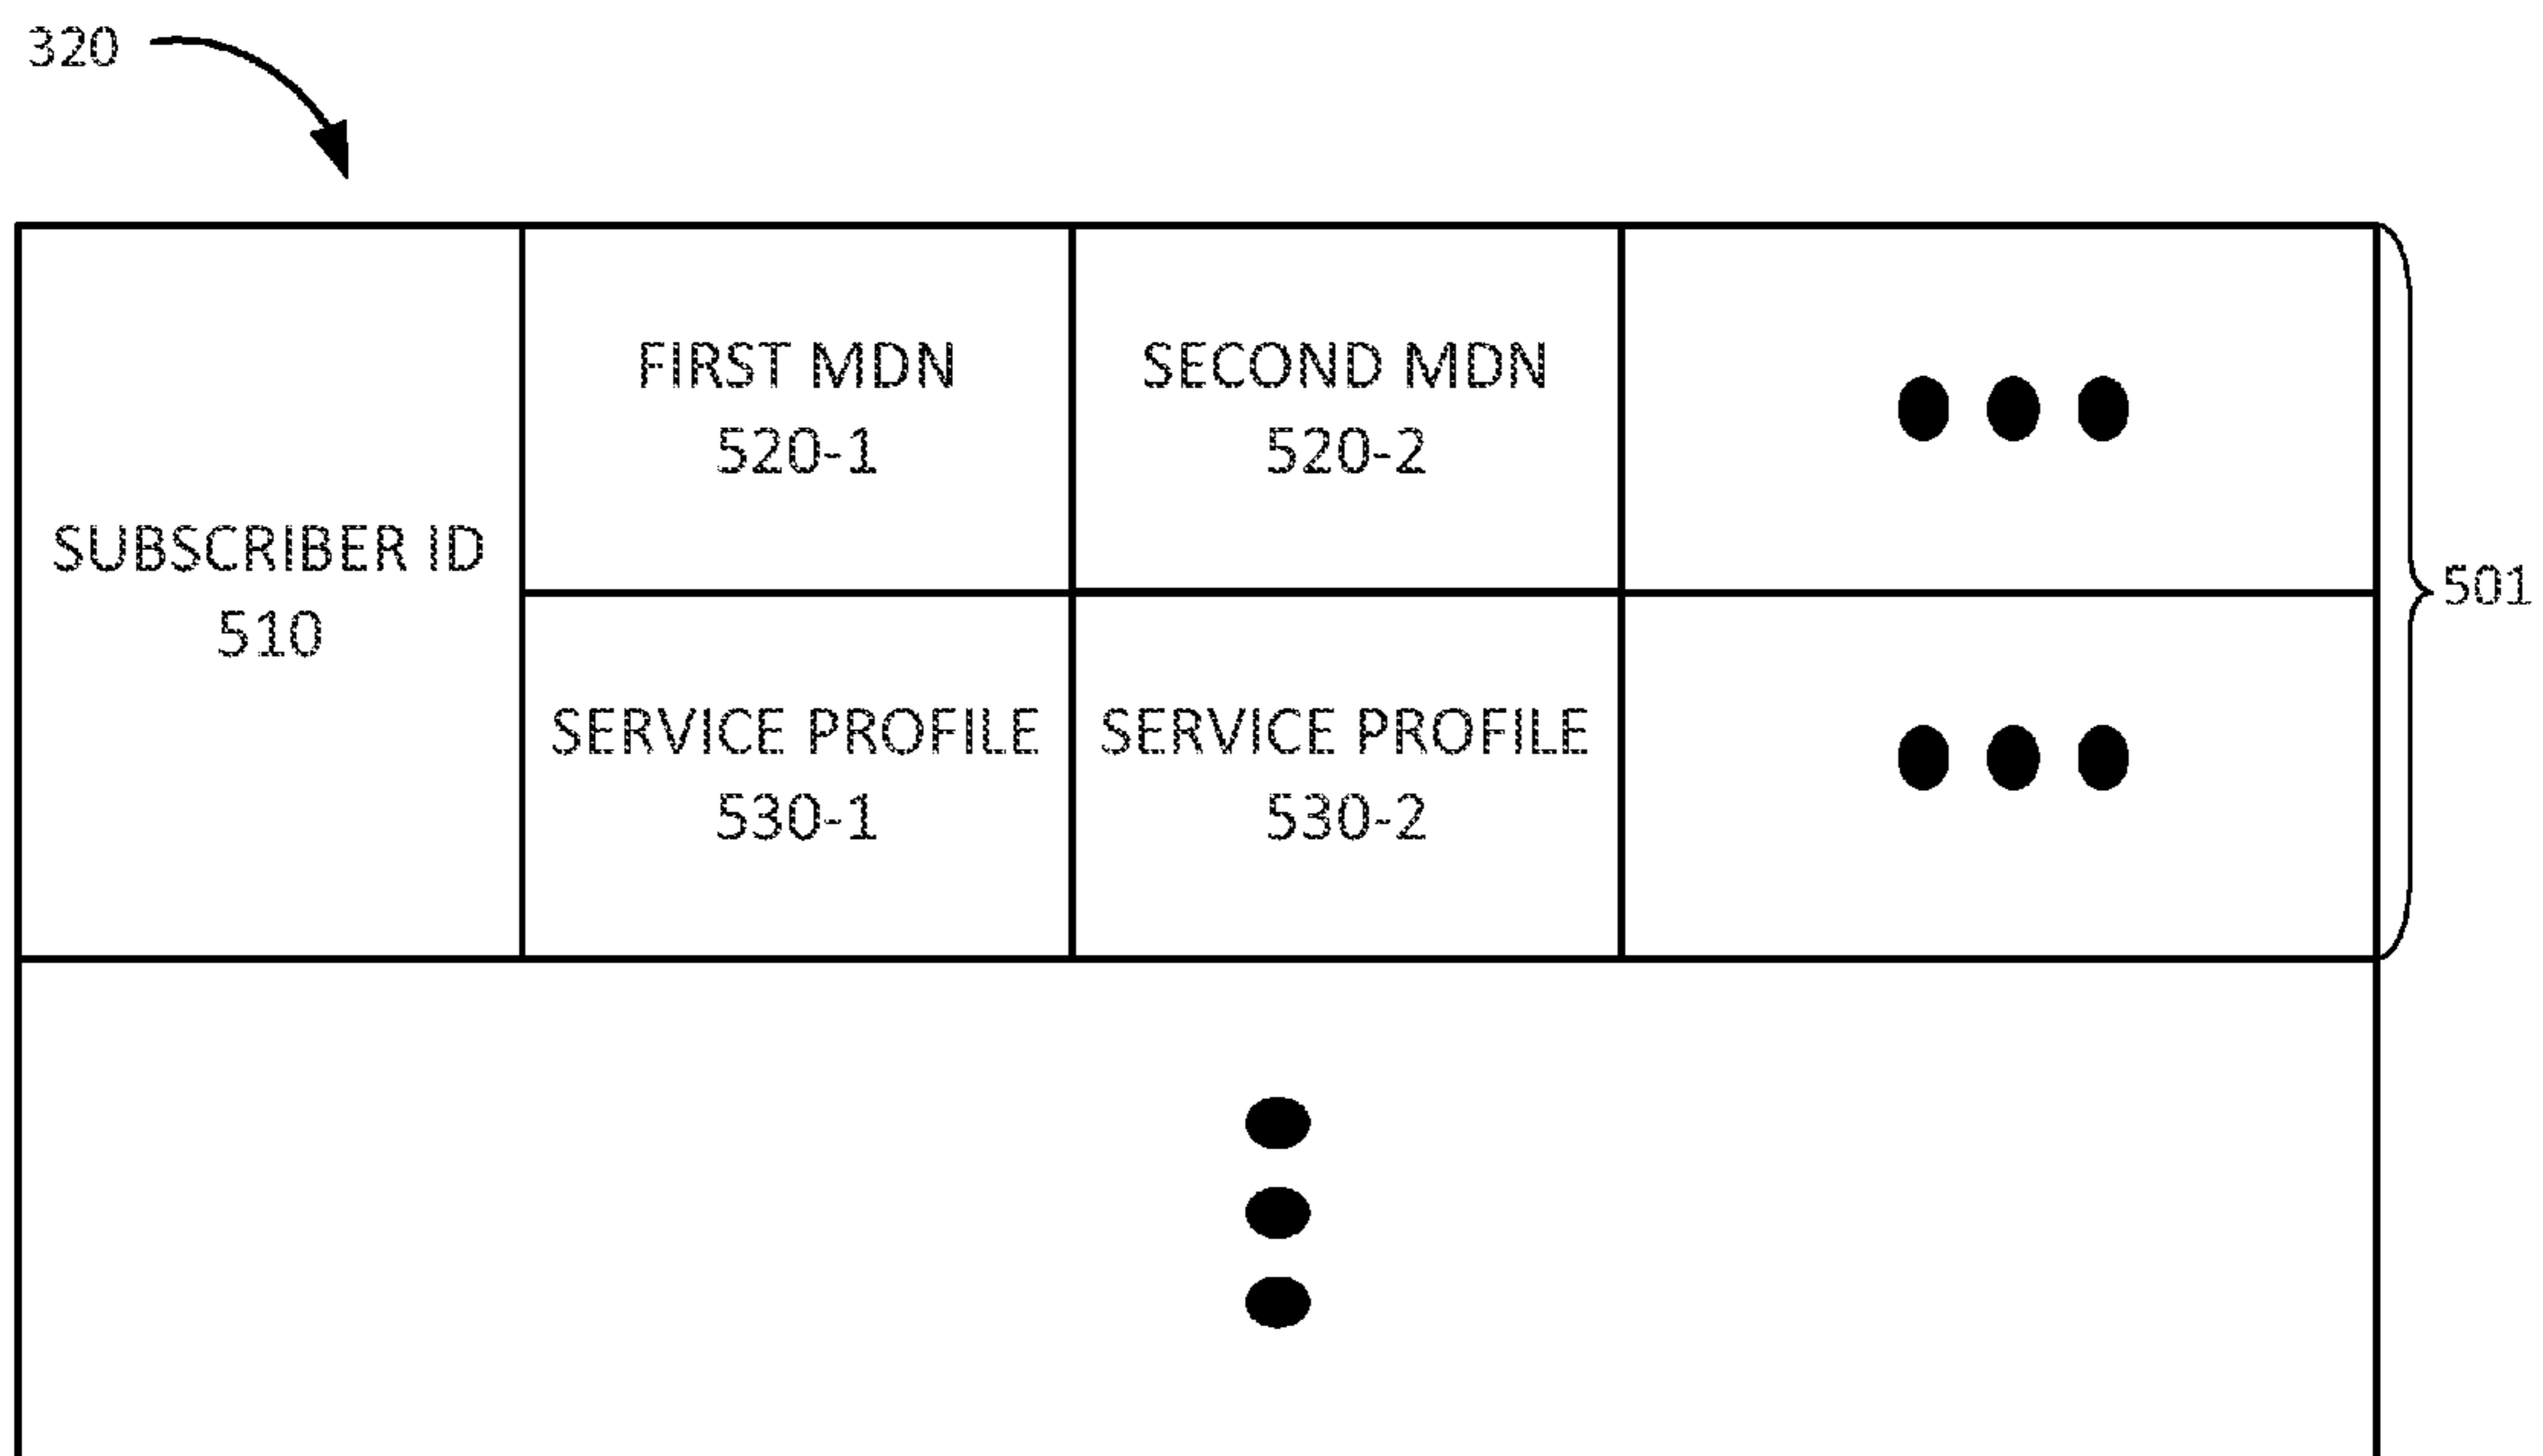 320
FIRST MDN
520-1
SECOND MDN
520-2
SUBSCRIBER ID
510
501
SERVICE PROFILE
530-1
SERVICE PROFILE
530-2